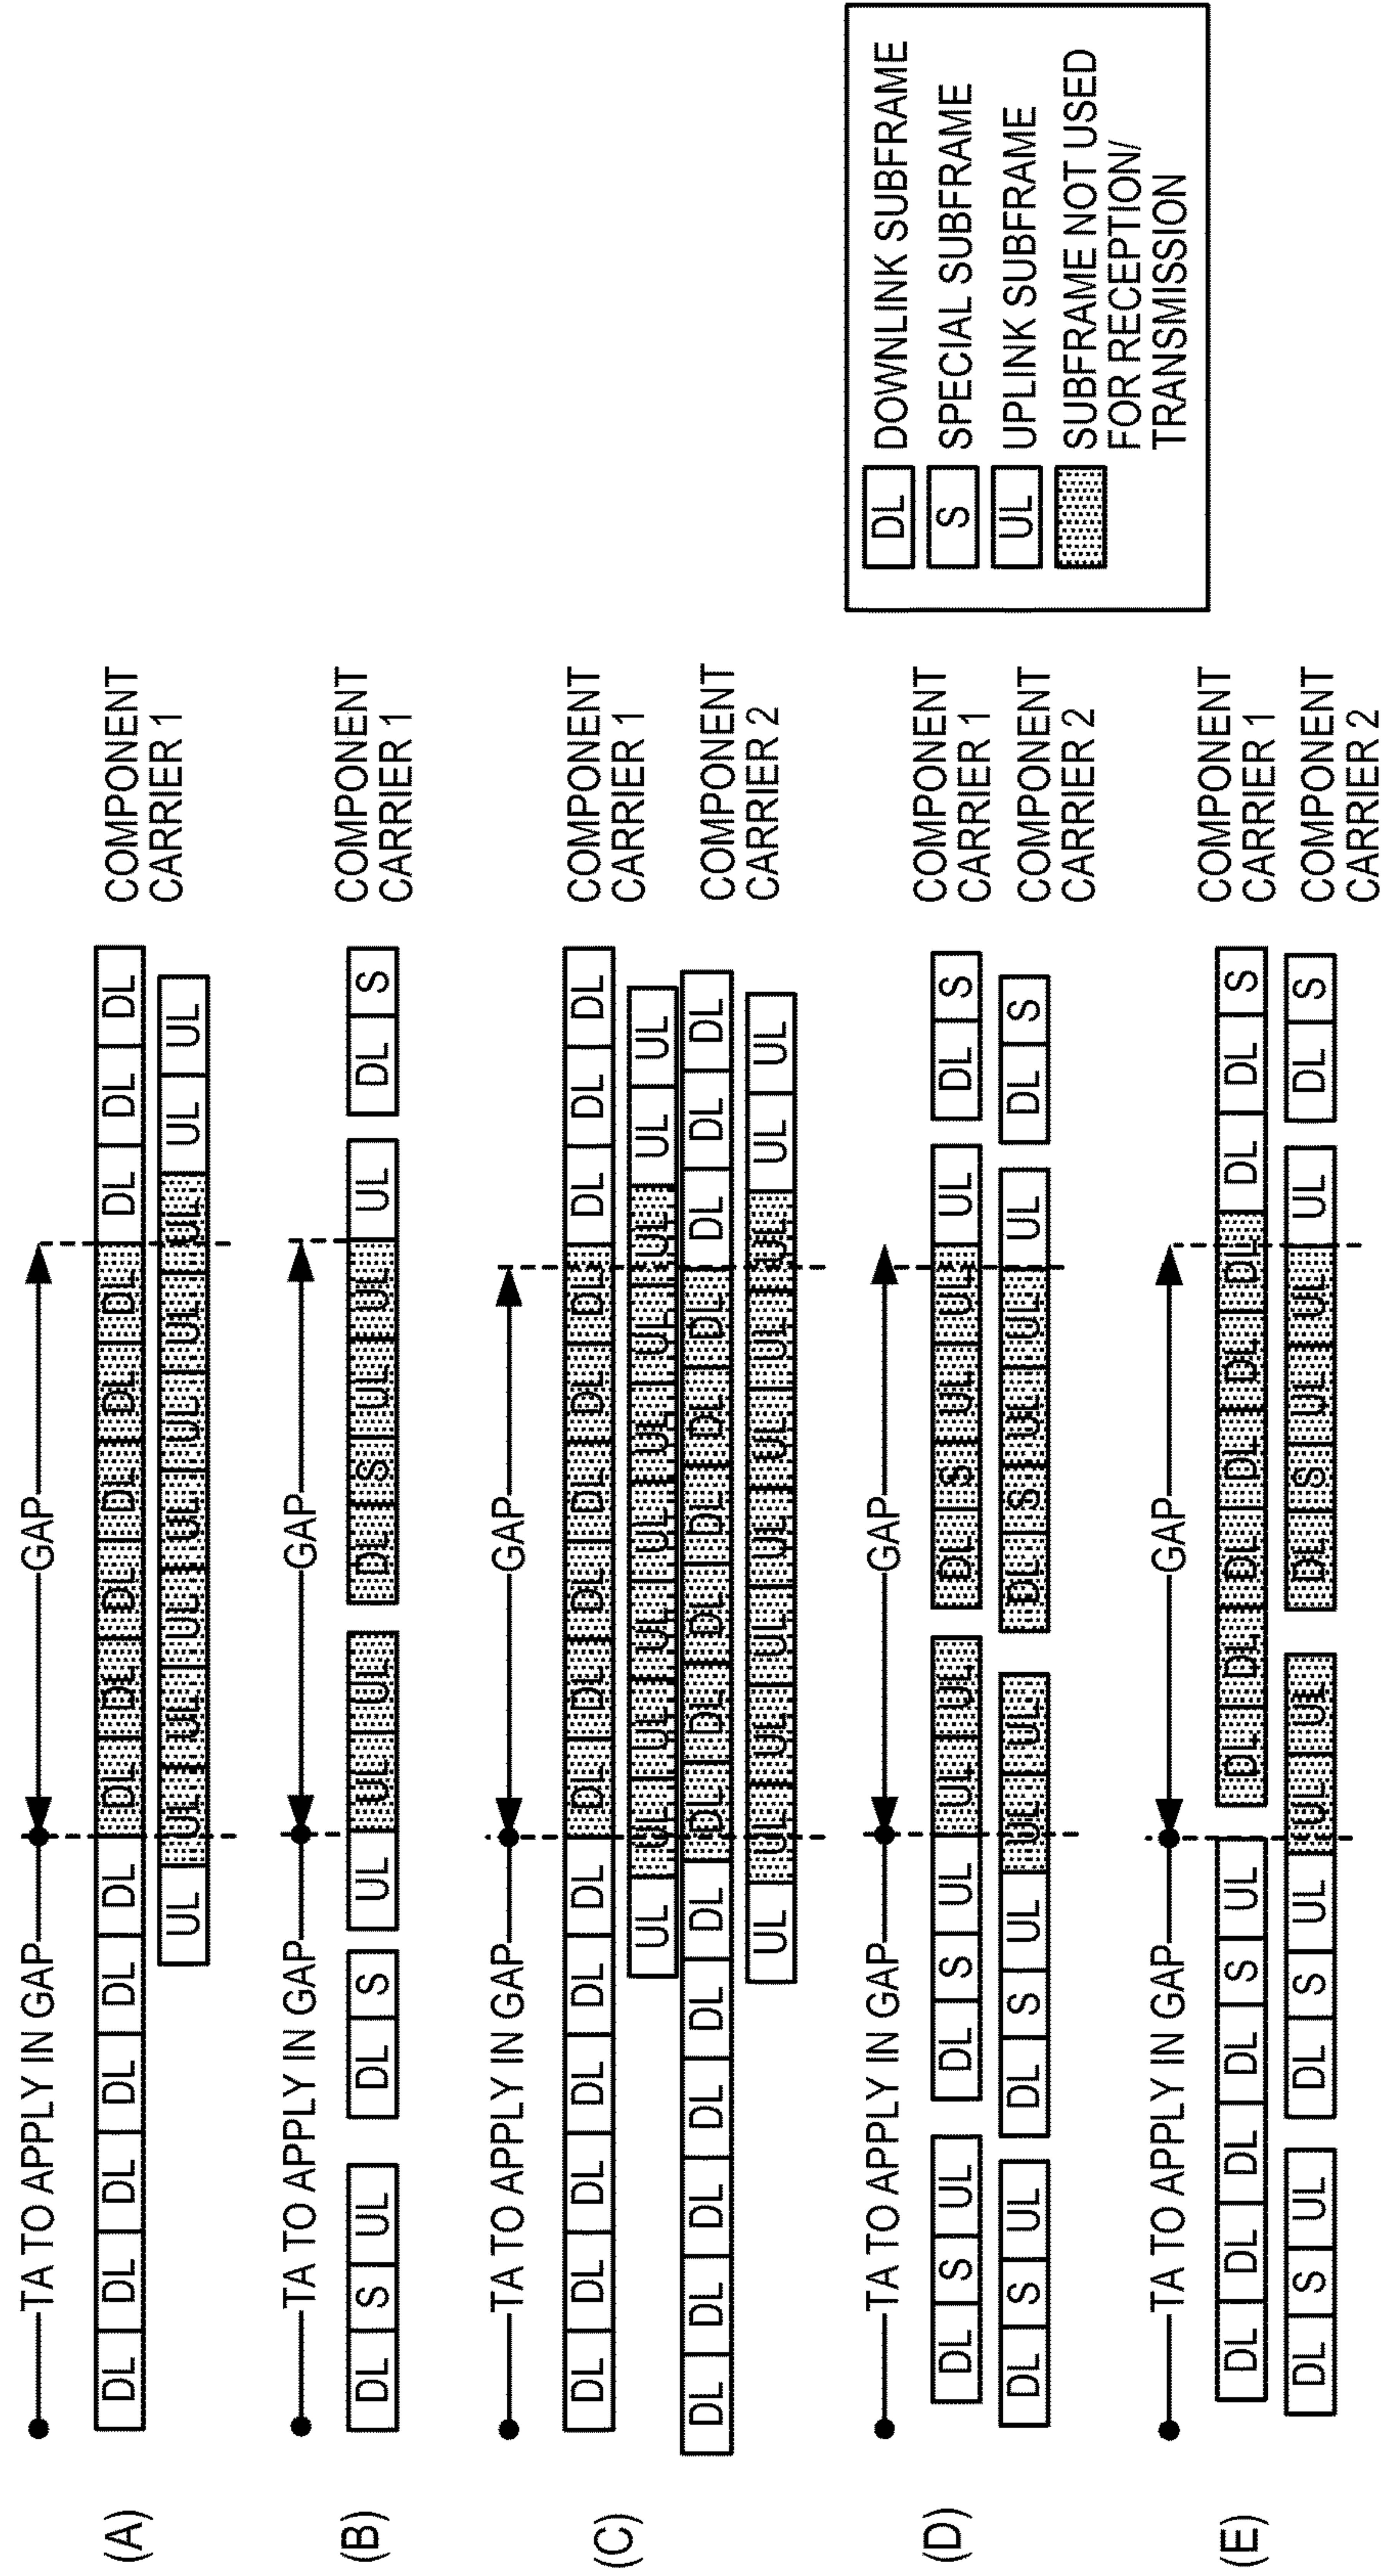 (A)
TA TO APPLY IN GAP GAP
DL DL DL DL DL DL DL DL DL DL DL DL DL DL DL
UL UL UL UL UL UL UL UL UL UL
COMPONENT
CARRIER 1
(B)
TA TO APPLY IN GAP GAP
DL S UL DL S UL UL UL DL S UL UL UL DL S
COMPONENT
CARRIER 1
(C)
TA TO APPLY IN GAP GAP
DL DL DL DL DL DL DL DL DL DL DL DL DL DL DL
UL UL UL UL UL UL UL UL UL UL
COMPONENT
CARRIER 1
DL DL DL DL DL DL DL DL DL DL DL DL DL DL DL
UL UL UL UL UL UL UL UL UL UL
COMPONENT
CARRIER 2
(D)
TA TO APPLY IN GAP GAP
DL S UL DL S UL UL UL DL S UL UL UL DL S
COMPONENT
CARRIER 1
DL S UL DL S UL UL UL DL S UL UL UL DL S
COMPONENT
CARRIER 2
(E)
TA TO APPLY IN GAP GAP
DL DL DL DL S UL DL DL DL DL DL DL DL DL S
COMPONENT
CARRIER 1
DL S UL DL S UL UL UL DL S UL UL UL DL S
COMPONENT
CARRIER 2
DL DOWNLINK SUBFRAME
S SPECIAL SUBFRAME
UL UPLINK SUBFRAME
SUBFRAME NOT USED
FOR RECEPTION/
TRANSMISSION